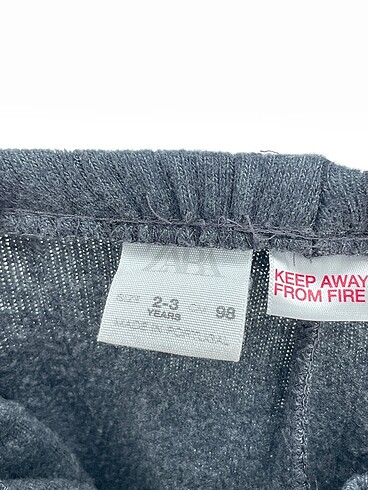 ZARA
SIZE 2-3 CM 98
YEARS
MADE IN PORTUGAL
KEEP AWAY
FROM FIRE